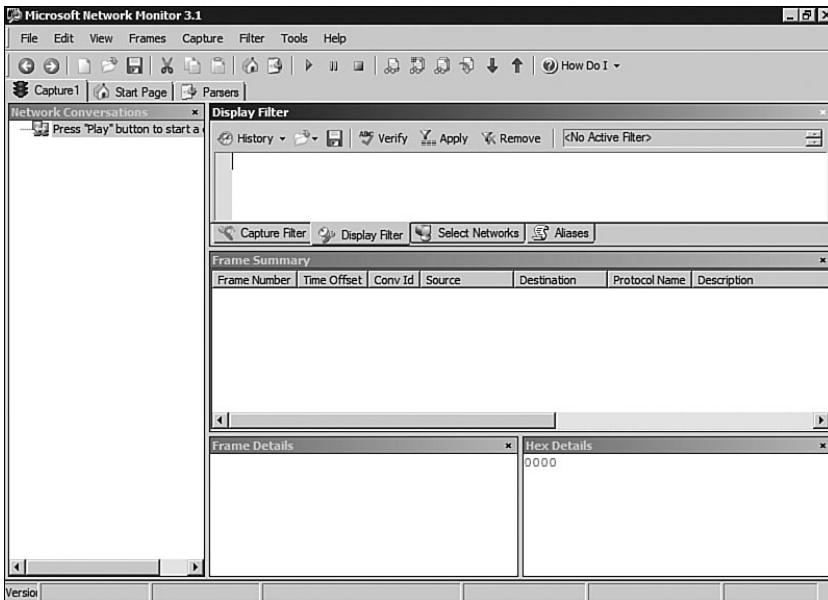 Microsoft Network Monitor 3.1
File Edit View Frames Capture Filter Tools Help
How Do I
Capture1 Start Page Parsers
Network Conversations
Press "Play" button to start a
Display Filter
History Verify Apply Remove <No Active Filter>
Capture Filter Display Filter Select Networks Aliases
Frame Summary
Frame Number Time Offset Conv Id Source Destination Protocol Name Description
Frame Details
Hex Details
0000
Versio